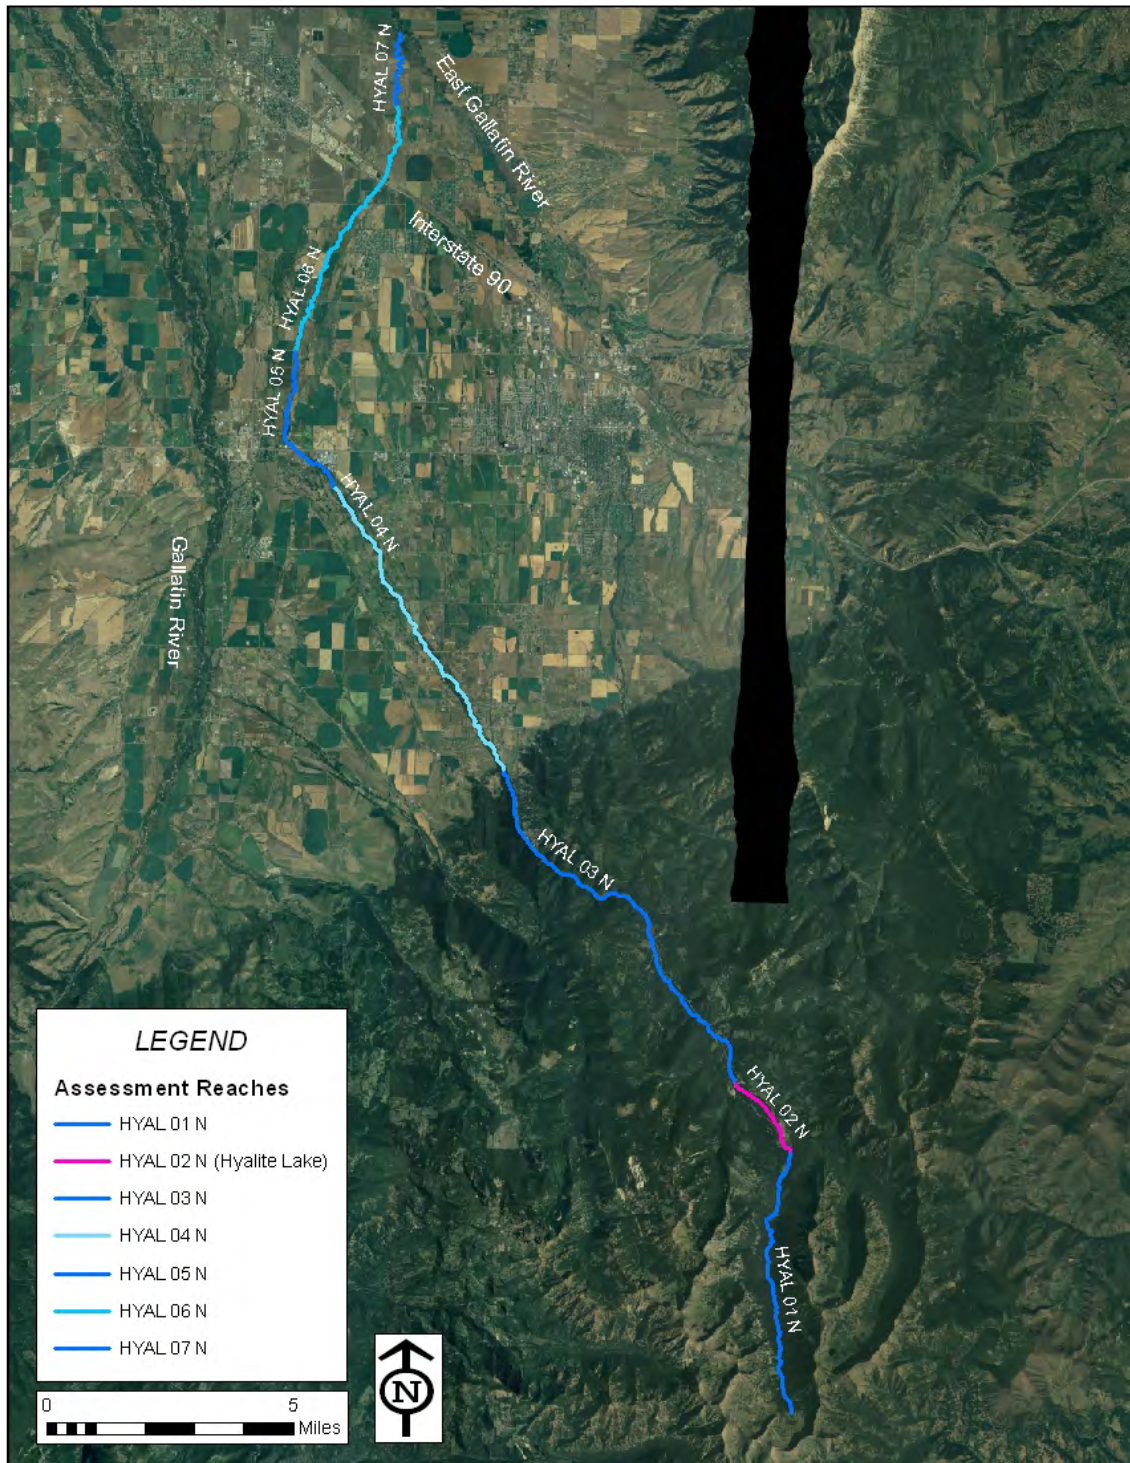 HYAL 07 N
East Gallatin River
Interstate 90
HYAL 06 N
HYAL 05 N
HYAL 04 N
Gallatin River
HYAL 03 N
HYAL 02 N
HYAL 01 N
LEGEND
Assessment Reaches
HYAL 01 N
HYAL 02 N (Hyalite Lake)
HYAL 03 N
HYAL 04 N
HYAL 05 N
HYAL 06 N
HYAL 07 N
0 5
Miles
N